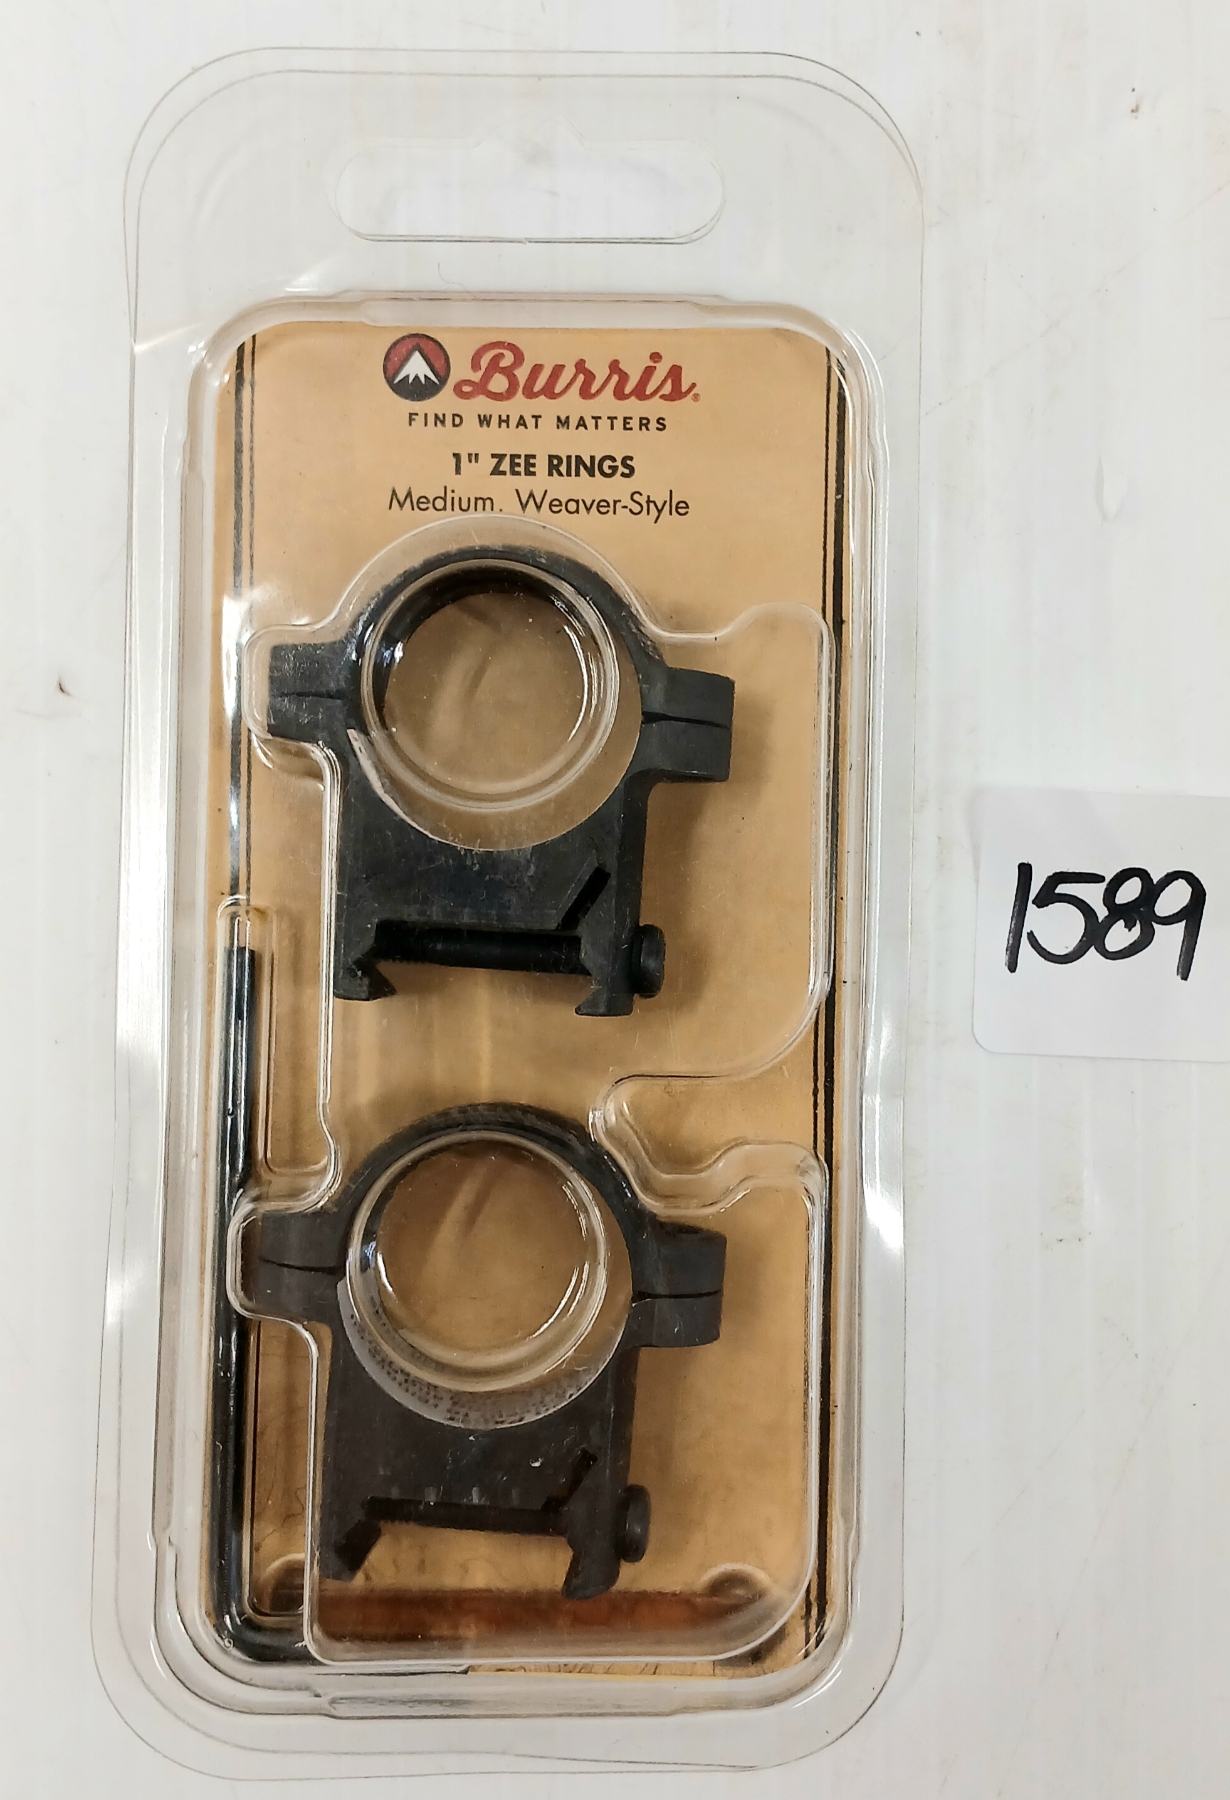 Burris®
FIND WHAT MATTERS
1" ZEE RINGS
Medium, Weaver-Style
1589